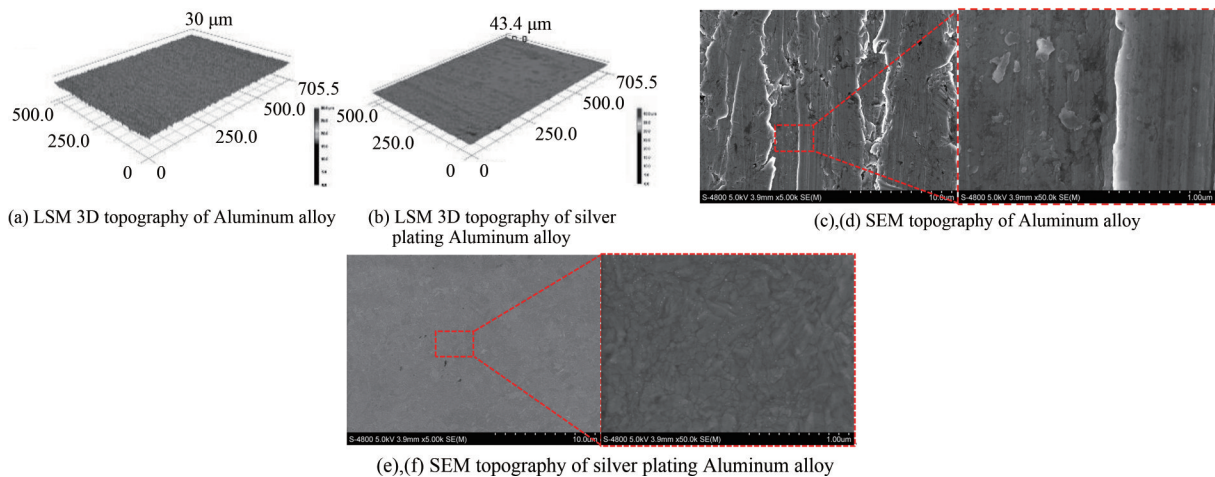 30 μm
500.0
250.0
0
0
250.0
500.0
705.5
(a) LSM 3D topography of Aluminum alloy
43.4 μm
500.0
250.0
0
0
250.0
500.0
705.5
(b) LSM 3D topography of silver
plating Aluminum alloy
S-4800 5.0kV 3.9mm x5.00k SE(M)
10.0um
S-4800 5.0kV 3.9mm x50.0k SE(M)
1.00um
(c),(d) SEM topography of Aluminum alloy
S-4800 5.0kV 3.9mm x5.00k SE(M)
10.0um
S-4800 5.0kV 3.9mm x50.0k SE(M)
1.00um
(e),(f) SEM topography of silver plating Aluminum alloy